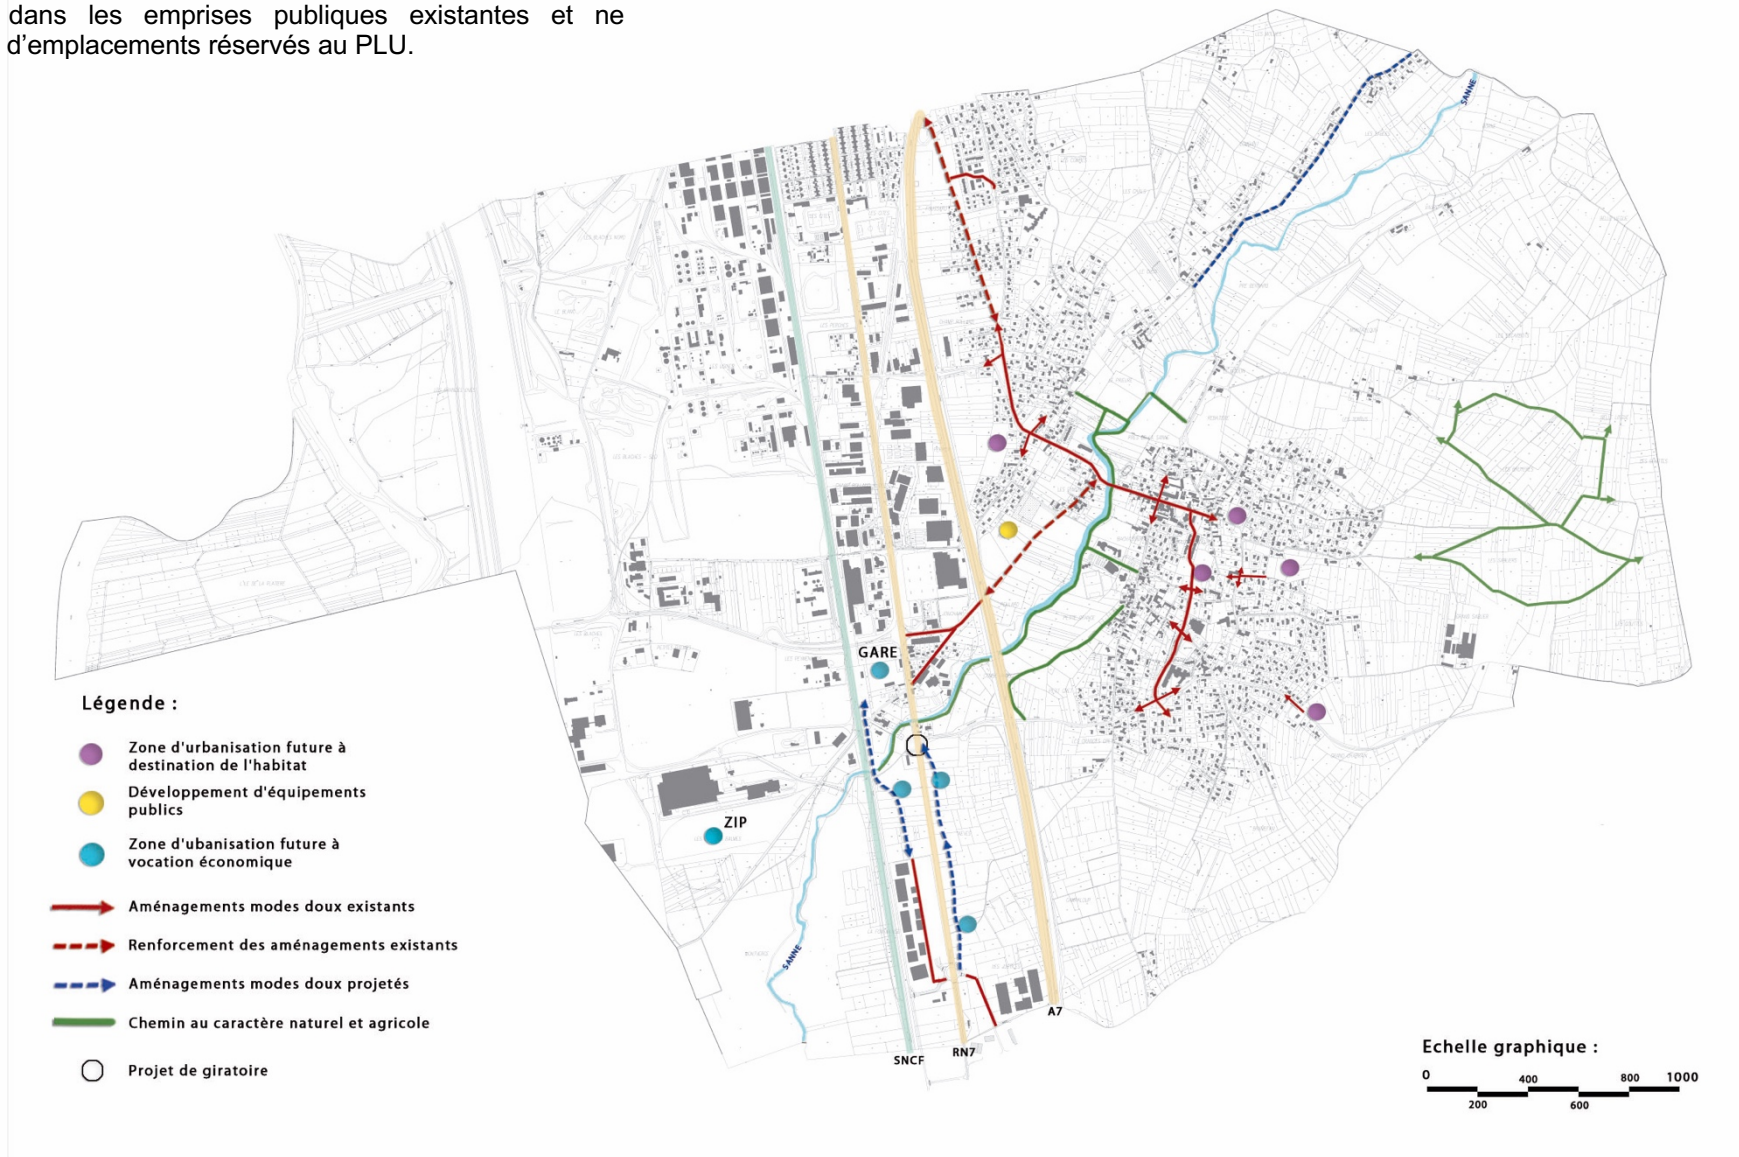 dans les emprises publiques existantes et ne
d’emplacements réservés au PLU.
SANNE
GARE
ZIP
SANNE
A7
RN7
SNCF
Légende :
Zone d'urbanisation future à
destination de l'habitat
Développement d'équipements
publics
Zone d'ubanisation future à
vocation économique
Aménagements modes doux existants
Renforcement des aménagements existants
Aménagements modes doux projetés
Chemin au caractère naturel et agricole
Projet de giratoire
Echelle graphique :
0 400 800 1000
200 600